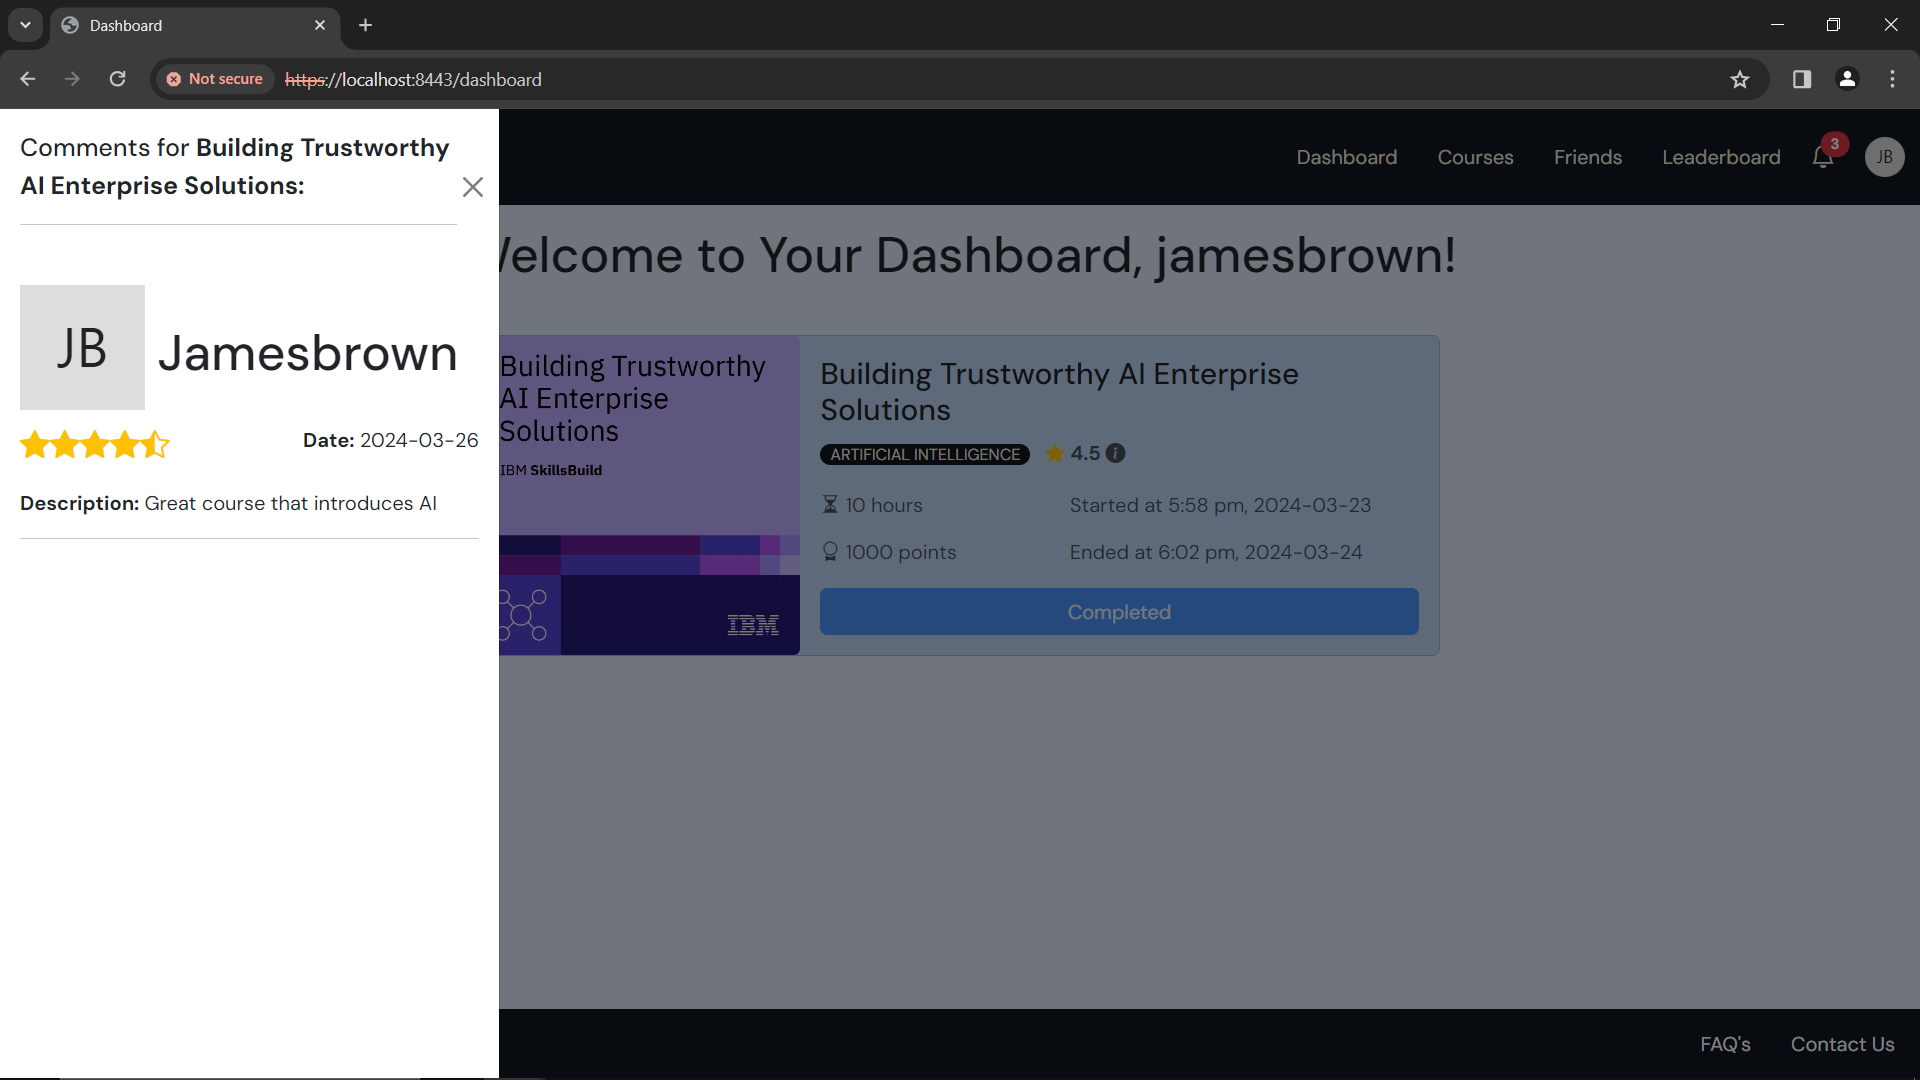 Dashboard
Not secure
https://localhost:8443/dashboard
Comments for Building Trustworthy
AI Enterprise Solutions:
JB
Jamesbrown
Date: 2024-03-26
Description: Great course that introduces AI
Dashboard
Courses
Friends
Leaderboard
3
JB
elcome to Your Dashboard, jamesbrown!
Building Trustworthy
AI Enterprise
Solutions
IBM SkillsBuild
IBM
Building Trustworthy AI Enterprise
Solutions
ARTIFICIAL INTELLIGENCE
4.5
10 hours
Started at 5:58 pm, 2024-03-23
1000 points
Ended at 6:02 pm, 2024-03-24
Completed
FAQ's
Contact Us